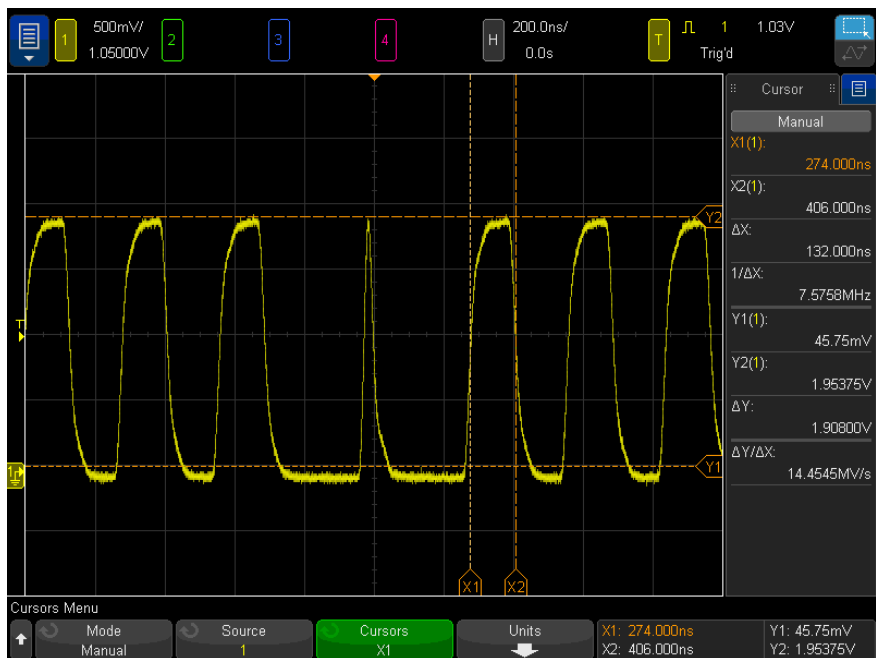 1 500mV/ 2 3 4 H 200.0ns/ T 1 1.03V
1.05000V 0.0s Trig'd
Cursor
Manual
X1(1):
274.000ns
X2(1):
406.000ns
ΔX:
132.000ns
1/ΔX:
7.5758MHz
Y1(1):
45.75mV
Y2(1):
1.95375V
ΔY:
1.90800V
ΔY/ΔX:
14.4545MV/s
Y2
T
Y1
1
X1 X2
Cursors Menu
Mode Source Cursors Units X1: 274.000ns Y1: 45.75mV
Manual 1 X1 X2: 406.000ns Y2: 1.95375V